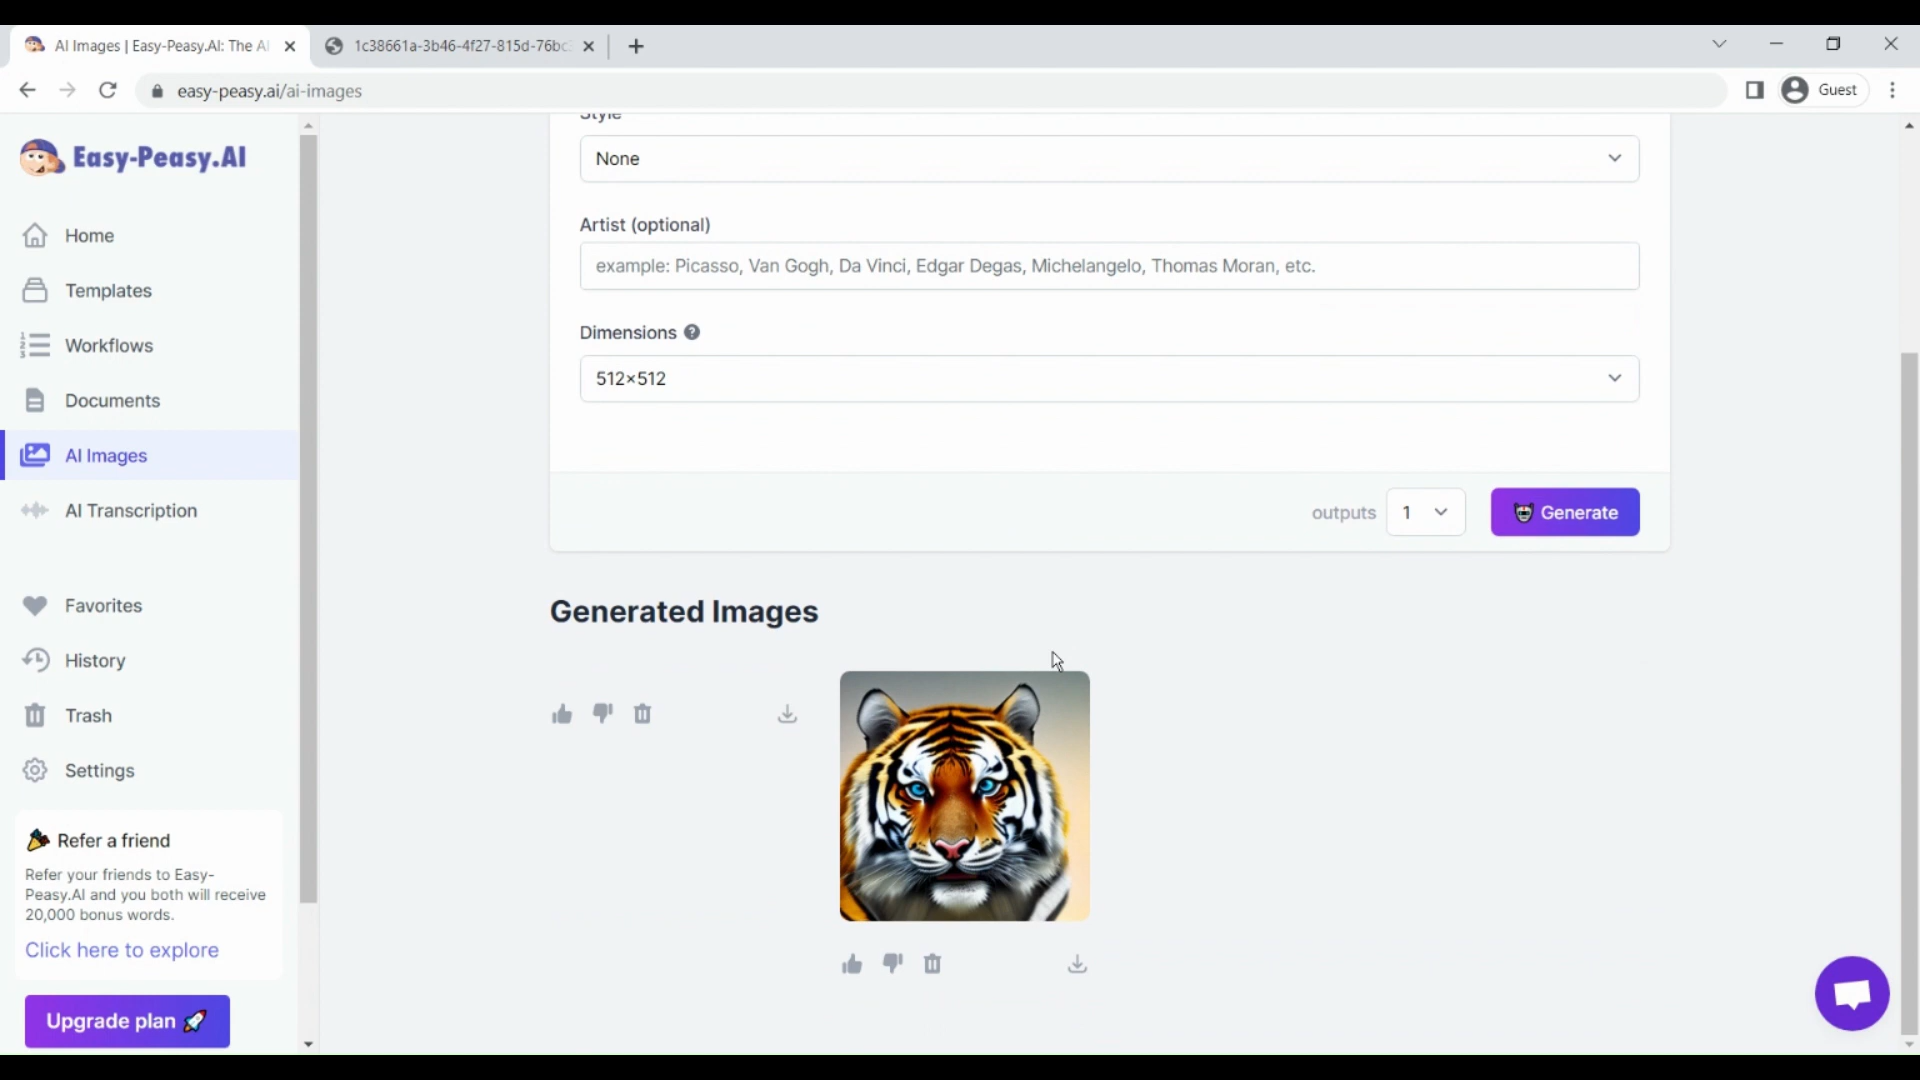 AI Images | Easy-Peasy.AI: The AI
1c38661a-3b46-4f27-815d-76bc
easy-peasy.ai/ai-images
Guest
Easy-Peasy.AI
Home
Templates
Workflows
Documents
AI Images
AI Transcription
Favorites
History
Trash
Settings
Refer a friend
Refer your friends to Easy-
Peasy.AI and you both will receive
20,000 bonus words.
Click here to explore
Upgrade plan
Style
None
Artist (optional)
example: Picasso, Van Gogh, Da Vinci, Edgar Degas, Michelangelo, Thomas Moran, etc.
Dimensions
512×512
outputs 1
Generate
Generated Images